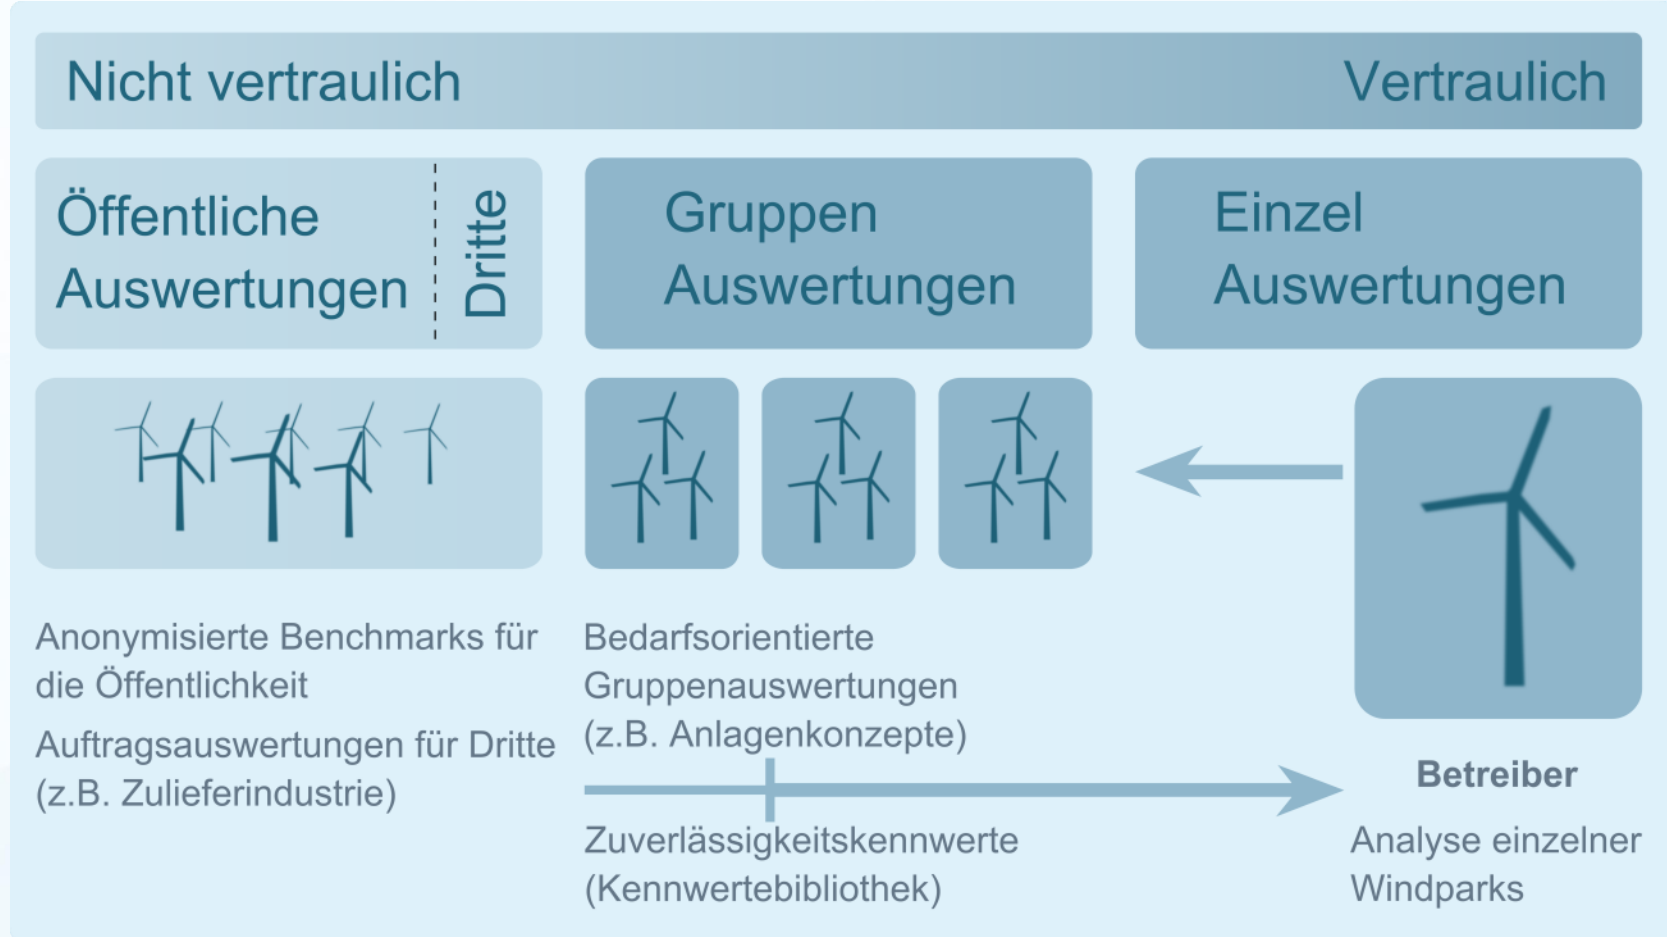 Nicht vertraulich
Vertraulich
Öffentliche
Auswertungen
Dritte
Gruppen
Auswertungen
Einzel
Auswertungen
Anonymisierte Benchmarks für
die Öffentlichkeit
Auftragsauswertungen für Dritte
(z.B. Zulieferindustrie)
Bedarfsorientierte
Gruppenauswertungen
(z.B. Anlagenkonzepte)
Zuverlässigkeitskennwerte
(Kennwertebibliothek)
Betreiber
Analyse einzelner
Windparks